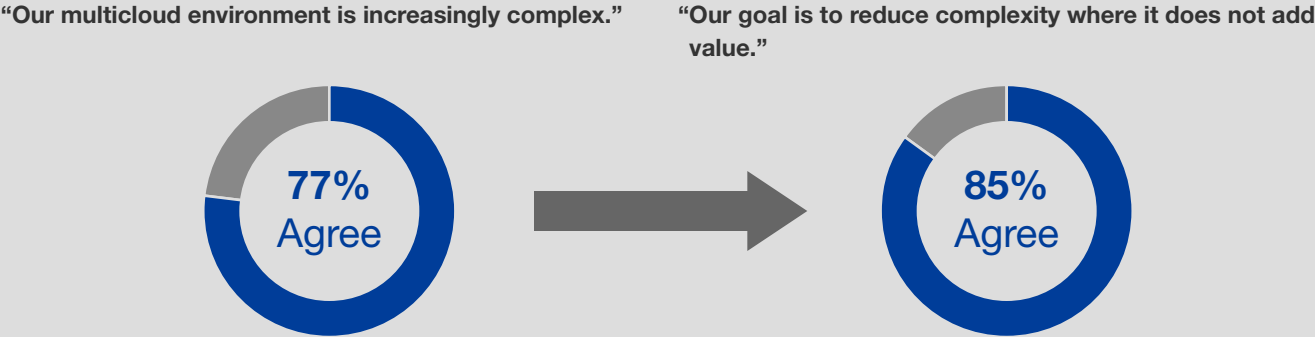 “Our multicloud environment is increasingly complex.”
“Our goal is to reduce complexity where it does not add
value.”
77%
Agree
85%
Agree